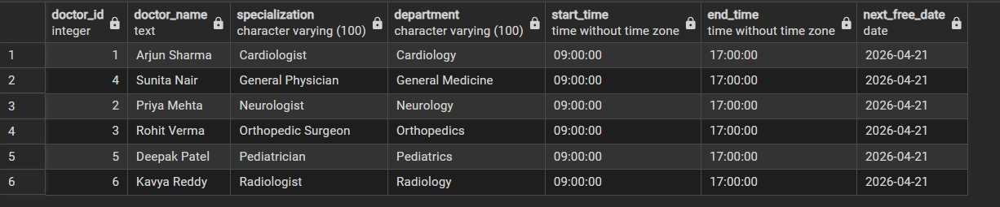 doctor_id doctor_name specialization department start_time end_time next_free_date
integer text character varying (100) character varying (100) time without time zone time without time zone date
1 1 Arjun Sharma Cardiologist Cardiology 09:00:00 17:00:00 2026-04-21
2 4 Sunita Nair General Physician General Medicine 09:00:00 17:00:00 2026-04-21
3 2 Priya Mehta Neurologist Neurology 09:00:00 17:00:00 2026-04-21
4 3 Rohit Verma Orthopedic Surgeon Orthopedics 09:00:00 17:00:00 2026-04-21
5 5 Deepak Patel Pediatrician Pediatrics 09:00:00 17:00:00 2026-04-21
6 6 Kavya Reddy Radiologist Radiology 09:00:00 17:00:00 2026-04-21